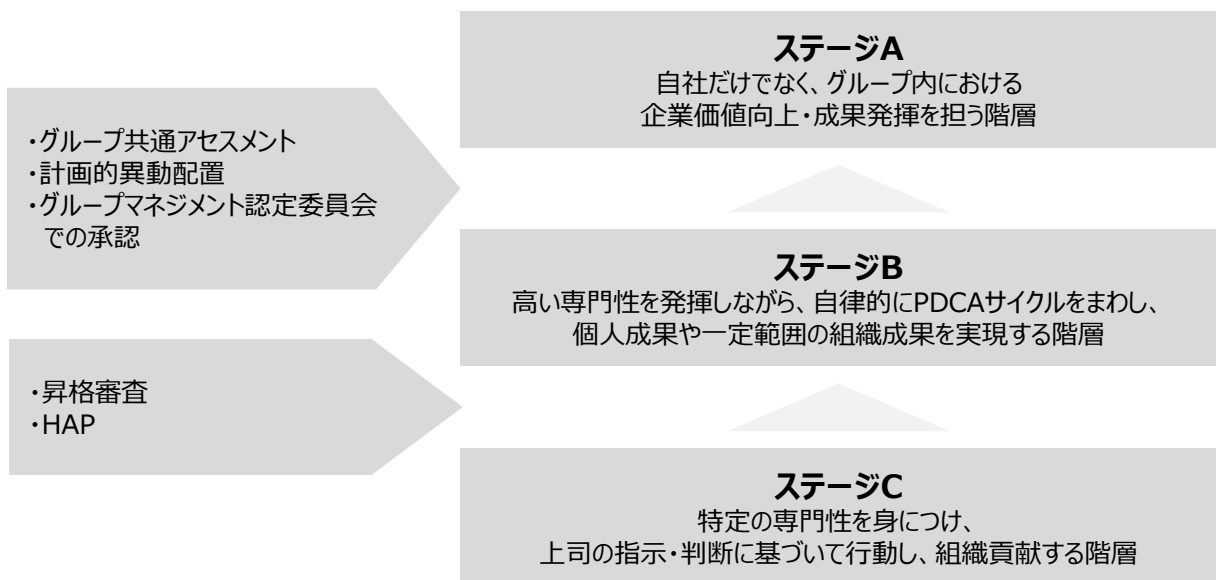 ステージA
自社だけでなく、グループ内における
企業価値向上・成果発揮を担う階層
・グループ共通アセスメント
・計画的異動配置
・グループマネジメント認定委員会
での承認
ステージB
高い専門性を発揮しながら、自律的にPDCAサイクルをまわし、
個人成果や一定範囲の組織成果を実現する階層
・昇格審査
・HAP
ステージC
特定の専門性を身につけ、
上司の指示・判断に基づいて行動し、組織貢献する階層